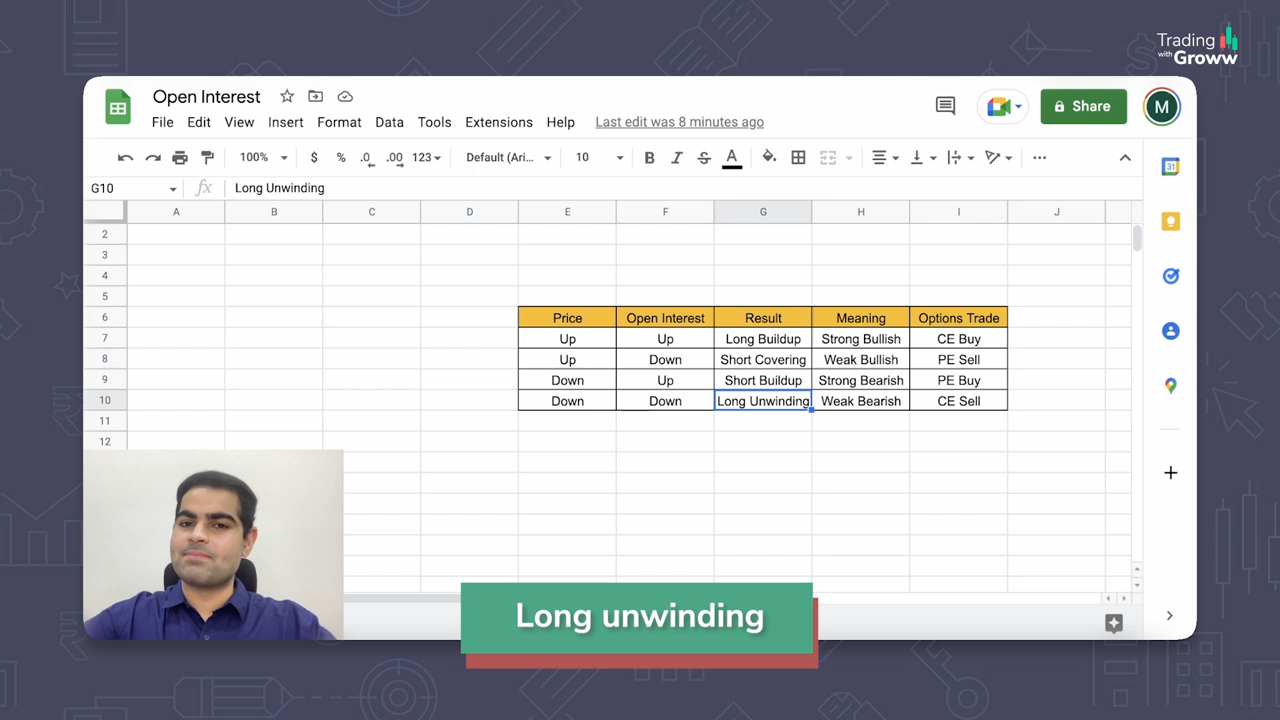 Trading
with Groww
Open Interest
File Edit View Insert Format Data Tools Extensions Help Last edit was 8 minutes ago
Share
M
100% $ % .0 .00 123 Default (Ari... 10 B I S A ...
31
G10 fx Long Unwinding
A B C D E F G H I J
2
3
4
5
6 Price Open Interest Result Meaning Options Trade
7 Up Up Long Buildup Strong Bullish CE Buy
8 Up Down Short Covering Weak Bullish PE Sell
9 Down Up Short Buildup Strong Bearish PE Buy
10 Down Down Long Unwinding Weak Bearish CE Sell
11
12
Long unwinding